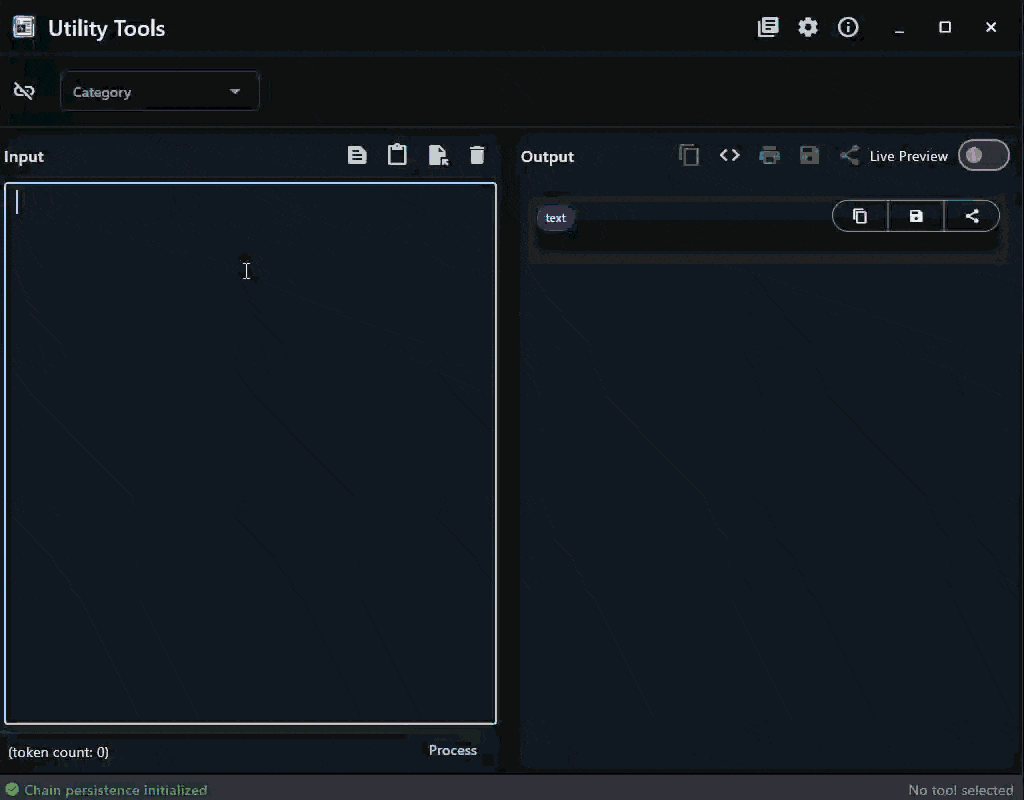 Utility Tools
Category
Input
Output
Live Preview
text
(token count: 0)
Process
Chain persistence initialized
No tool selected